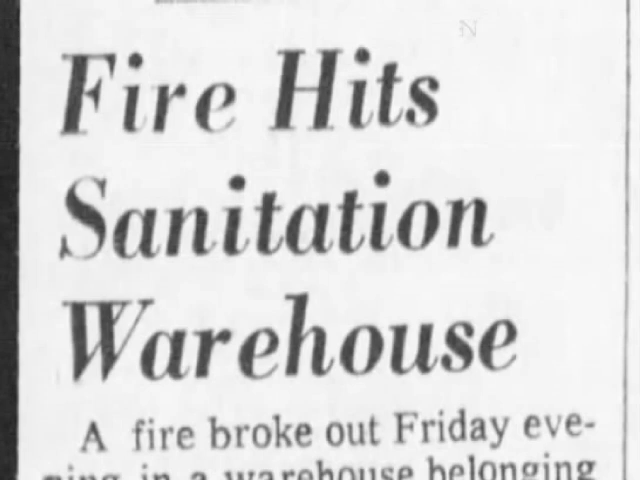 Fire Hits
Sanitation
Warehouse
A fire broke out Friday eve-
ning in a warehouse belonging